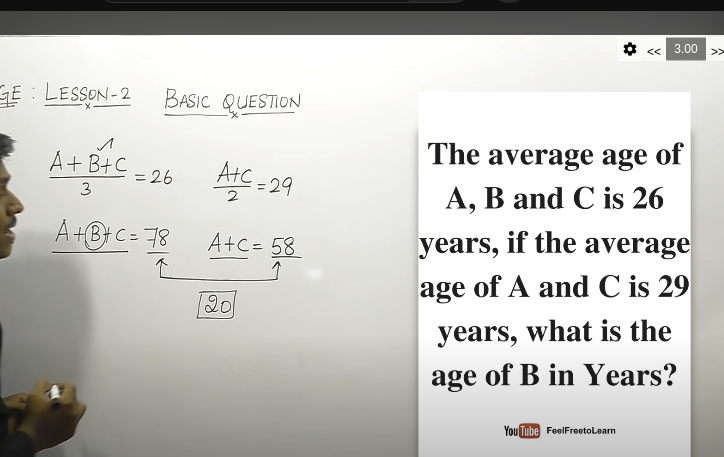 << 3.00 >>
GE : LESSON-2 BASIC QUESTION
A+B+C/3 = 26
A+C/2 = 29
A+B+C = 78
A+C = 58
20
The average age of
A, B and C is 26
years, if the average
age of A and C is 29
years, what is the
age of B in Years?
YouTube FeelFreetoLearn